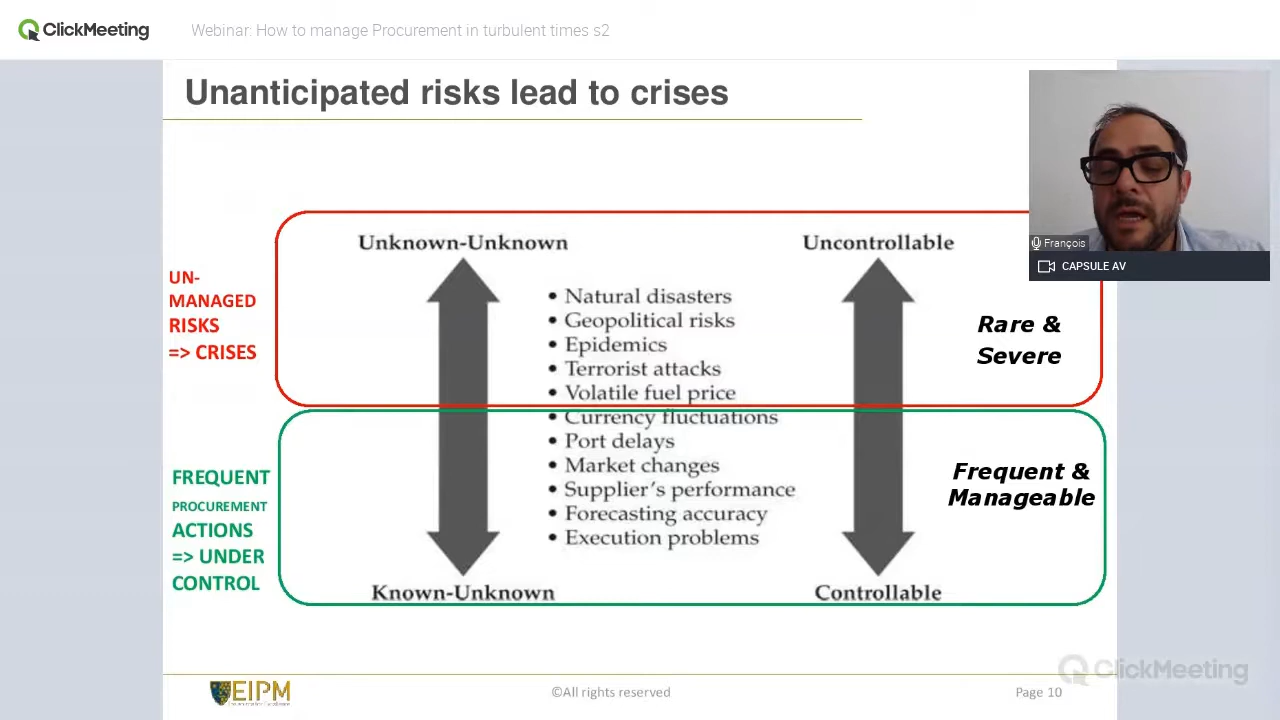 ClickMeeting
Webinar: How to manage Procurement in turbulent times s2
Unanticipated risks lead to crises
François
CAPSULE AV
UN-
MANAGED
RISKS
=> CRISES
Unknown-Unknown
Uncontrollable
• Natural disasters
• Geopolitical risks
• Epidemics
• Terrorist attacks
• Volatile fuel price
• Currency fluctuations
• Port delays
• Market changes
• Supplier's performance
• Forecasting accuracy
• Execution problems
Rare &
Severe
FREQUENT
PROCUREMENT
ACTIONS
=> UNDER
CONTROL
Frequent &
Manageable
Known-Unknown
Controllable
ClickMeeting
EIPM
©All rights reserved
Page 10